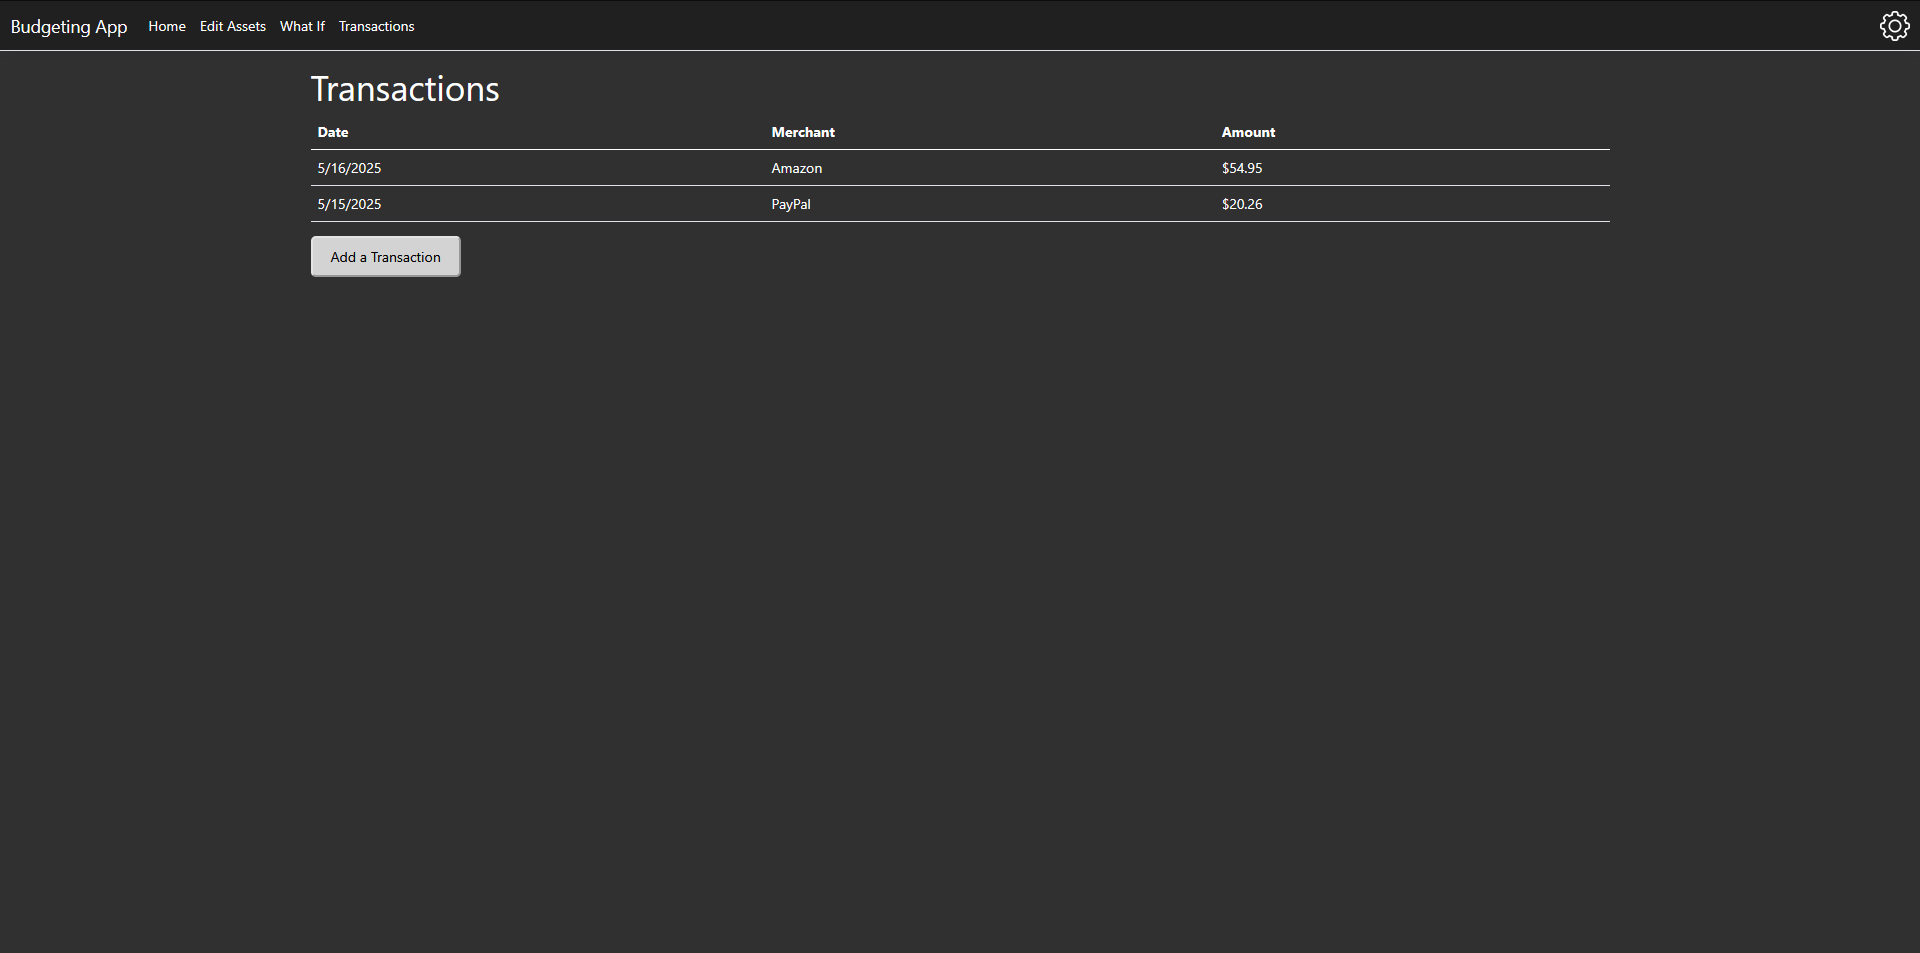 Budgeting App Home Edit Assets What If Transactions
Transactions
Date Merchant Amount
5/16/2025 Amazon $54.95
5/15/2025 PayPal $20.26
Add a Transaction